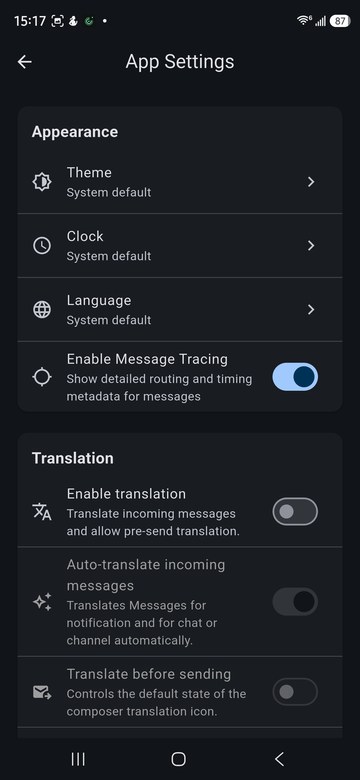 15:17
6
87
App Settings
Appearance
Theme
System default
Clock
System default
Language
System default
Enable Message Tracing
Show detailed routing and timing
metadata for messages
Translation
Enable translation
Translate incoming messages
and allow pre-send translation.
Auto-translate incoming
messages
Translates Messages for
notification and for chat or
channel automatically.
Translate before sending
Controls the default state of the
composer translation icon.